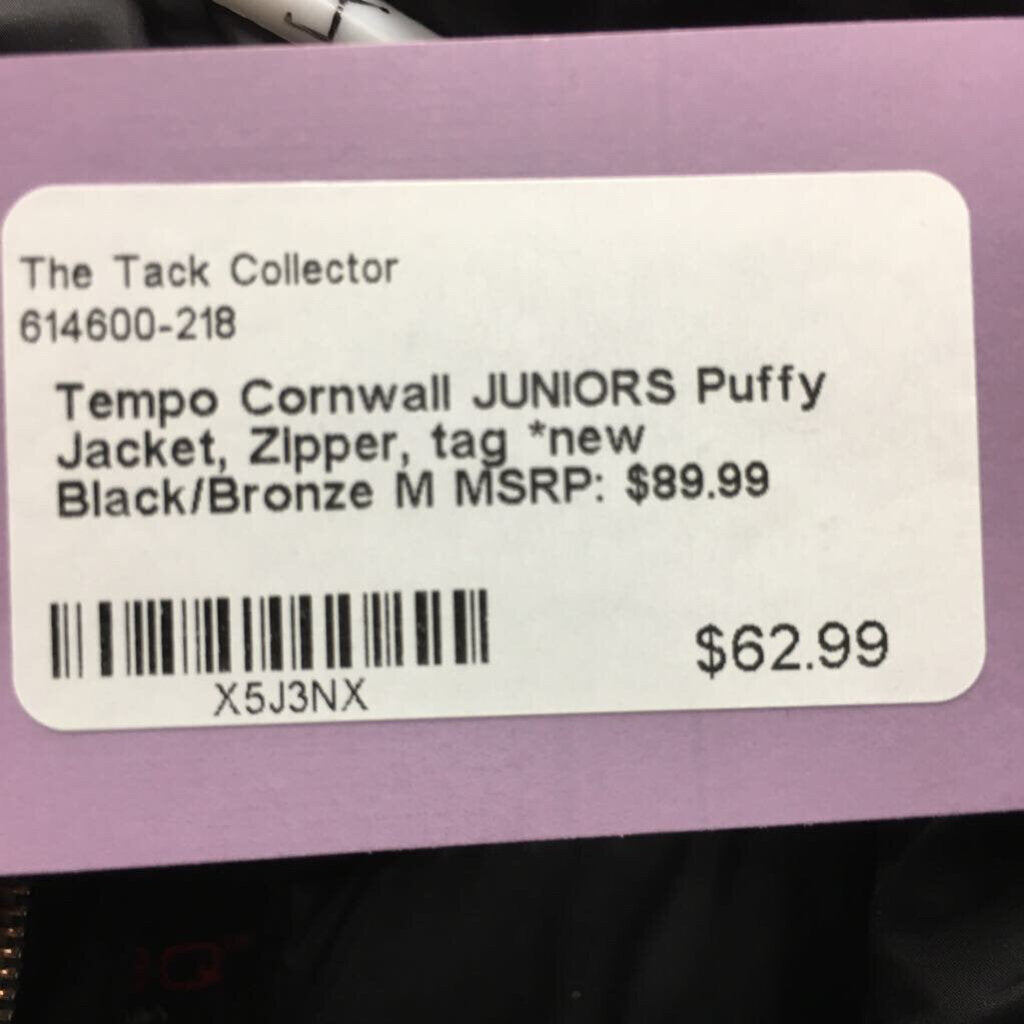 The Tack Collector
614600-218
Tempo Cornwall JUNIORS Puffy
Jacket, Zipper, tag *new
Black/Bronze M MSRP: $89.99
X5J3NX
$62.99